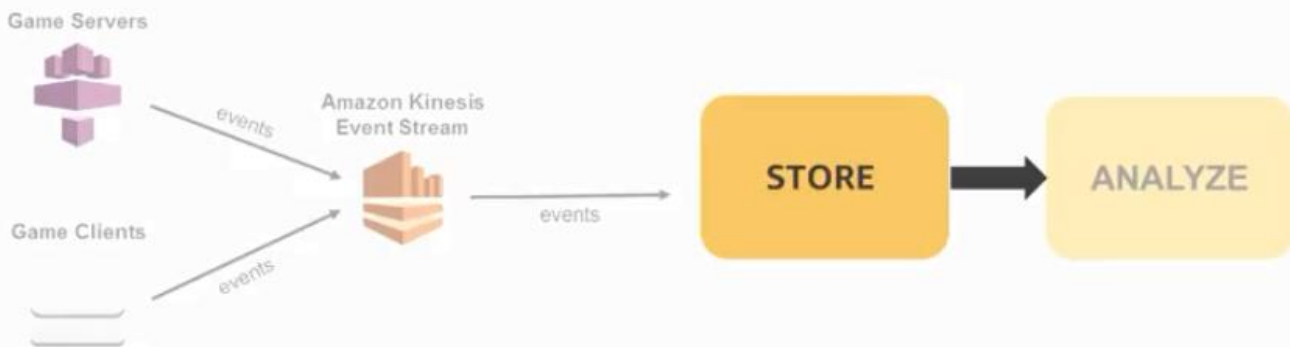 Game Servers
events
Amazon Kinesis
Event Stream
events
STORE
ANALYZE
Game Clients
events